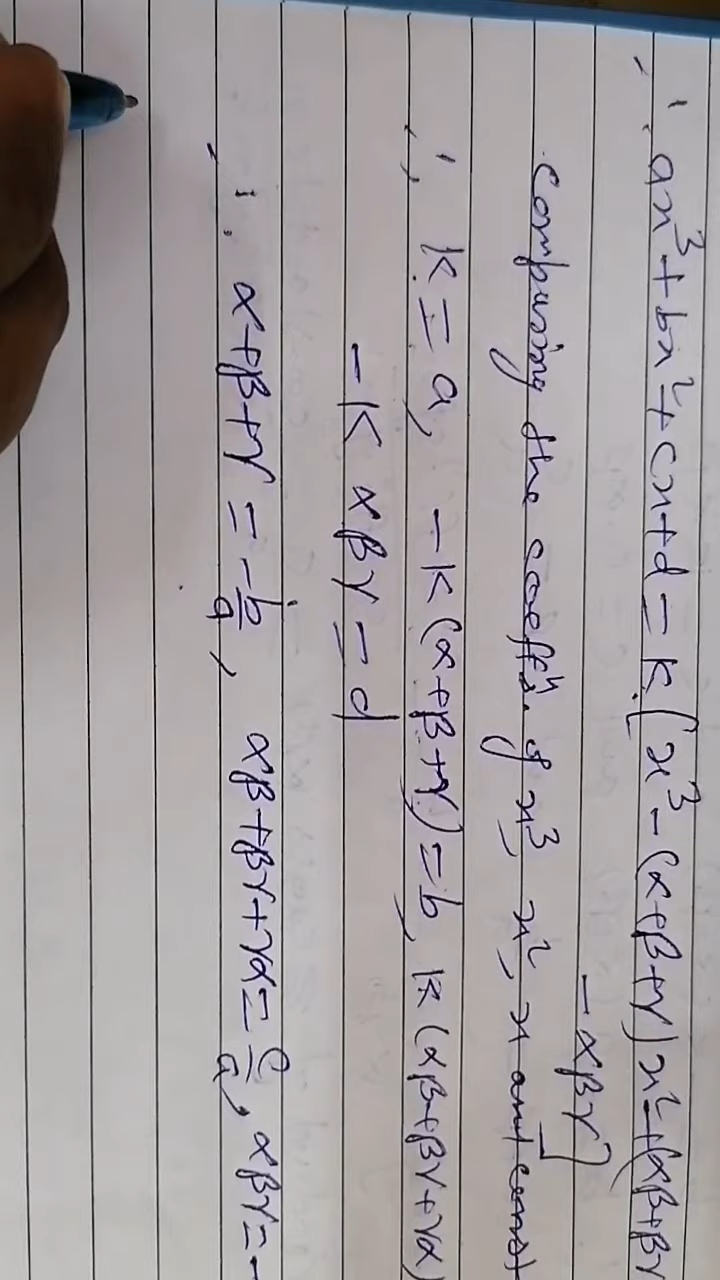 ∴ ax³ + bx² + cx + d = k [x³ - (α+β+γ) x² + (αβ + βγ
- αβγ]
Comparing the coeffs. of x³, x², x and const
∴ k = a, -k (α+β+γ) = b, k (αβ+βγ+γα)
- k αβγ = d
∴ α+β+γ = -b/a, αβ+βγ+γα = c/a, αβγ = -